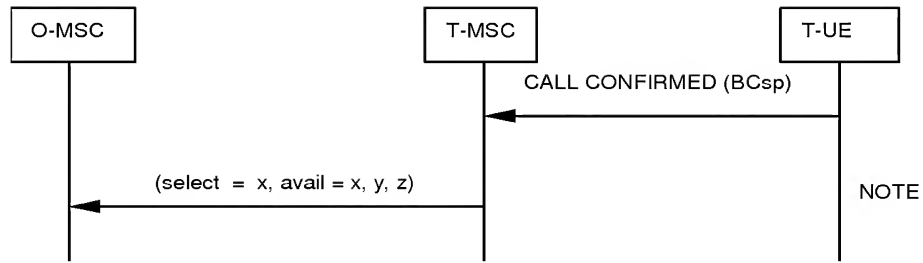 O-MSC
T-MSC
T-UE
CALL CONFIRMED (BCsp)
(select = x, avail = x, y, z)
NOTE